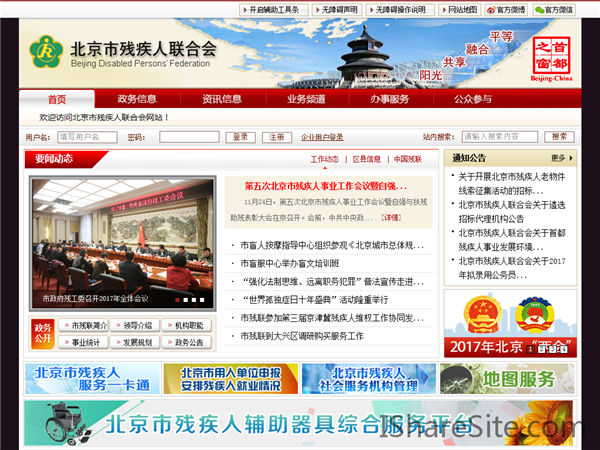 开启辅助工具条 无障碍声明 无障碍操作说明 网站地图 官方微博 官方微信
北京市残疾人联合会
Beijing Disabled Persons' Federation
平等
融合
共享
阳光
首都之窗
Beijing-China
首页 政务信息 资讯信息 业务频道 办事服务 公众参与
欢迎访问北京市残疾人联合会网站!
用户名: 填写用户名 密码: 登录 注册 企业用户登录 站内搜索: 请输入搜索内容 搜索
要闻动态 工作动态 | 区县信息 | 中国残联
第五次北京市残疾人事业工作会议暨自强...
11月24日，第五次北京市残疾人事业工作会议暨自强与扶残
助残表彰大会在京召开。会前，中共中央政... [详情]
市盲人按摩指导中心组织参观《北京城市总体规...
市盲服中心举办盲文培训班
“强化法制思维、远离职务犯罪”普法宣传走进...
“世界孤独症日十年盛典”活动隆重举行
市残联参加第三届京津冀残疾人维权工作协同发...
市残联到大兴区调研购买服务工作
市政府残工委召开2017年全体会议
政务公开
市残联简介 领导介绍 机构职能
事业统计 发展规划 政务公告
通知公告 更多
关于开展北京市残疾人老物件
线索征集活动的招标...
北京市残疾人联合会关于遴选
招标代理机构公告
北京市残疾人联合会关于首都
残疾人事业发展环境...
北京市残疾人联合会关于2017
年拟录用公务员...
2017年北京“两会”
1 2 3 4
北京市残疾人
服务一卡通
北京市用人单位申报
安排残疾人就业情况
北京市残疾人
社会服务机构管理
地图服务
北京市残疾人辅助器具综合服务平台
IShareSite.com